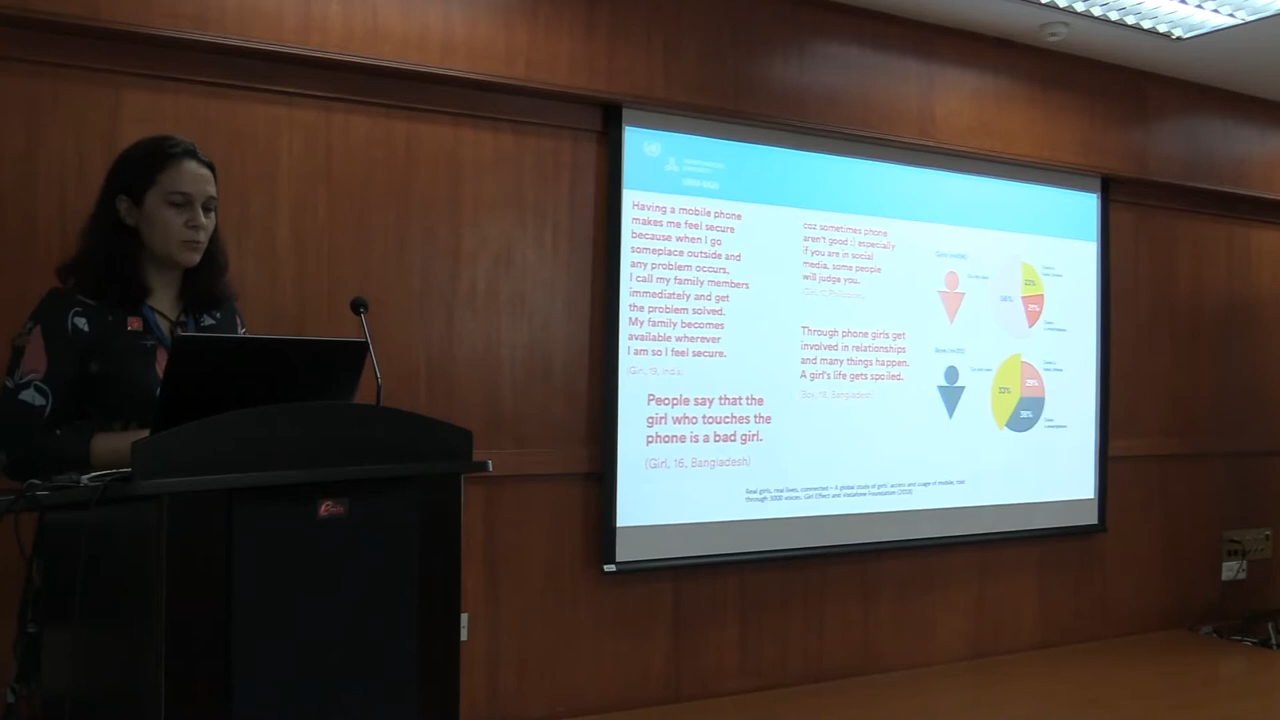 Having a mobile phone
makes me feel secure
because when I go
someplace outside and
any problem occurs,
I call my family members
immediately and get
the problem solved.
My family becomes
available wherever
I am so I feel secure.
(Girl, 19, India)
People say that the
girl who touches the
phone is a bad girl.
(Girl, 16, Bangladesh)
coz sometimes phone
aren't good :) especially
if you are in social
media, some people
will judge you.
Through phone girls get
involved in relationships
and many things happen.
A girl's life gets spoiled.
(Boy, 18, Bangladesh)
56%
33%
29%
38%
Real girls, real lives, connected – A global study of girls' access and usage of mobile, told
through 3000 voices. Girl Effect and Vodafone Foundation (2018)